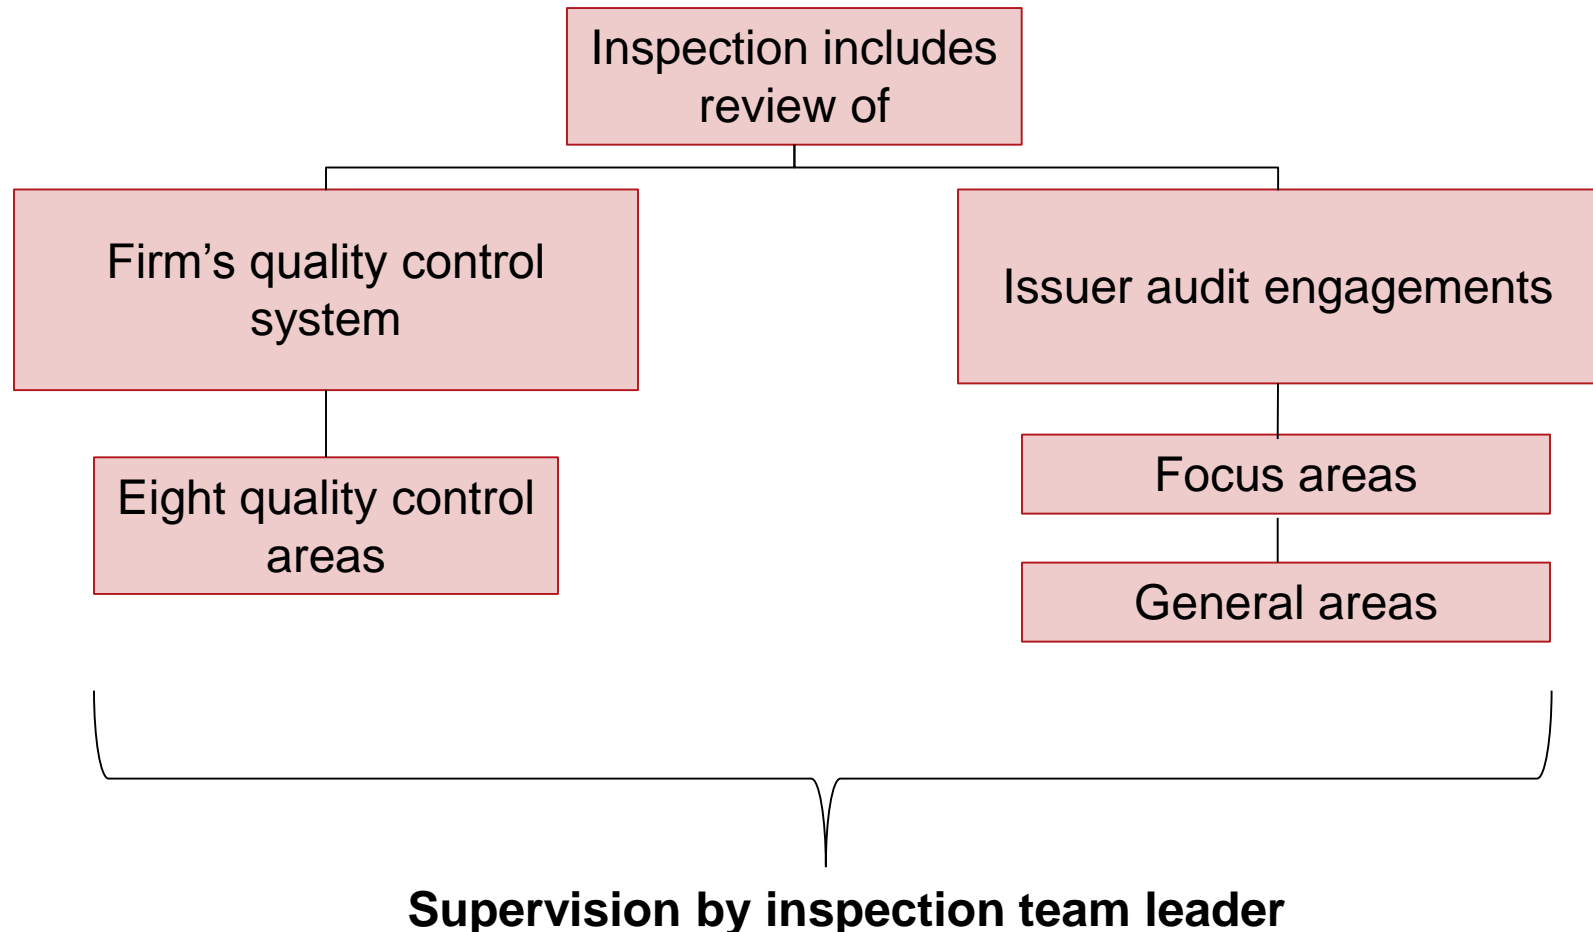 Inspection includes
review of
Firm’s quality control
system
Issuer audit engagements
Eight quality control
areas
Focus areas
General areas
Supervision by inspection team leader